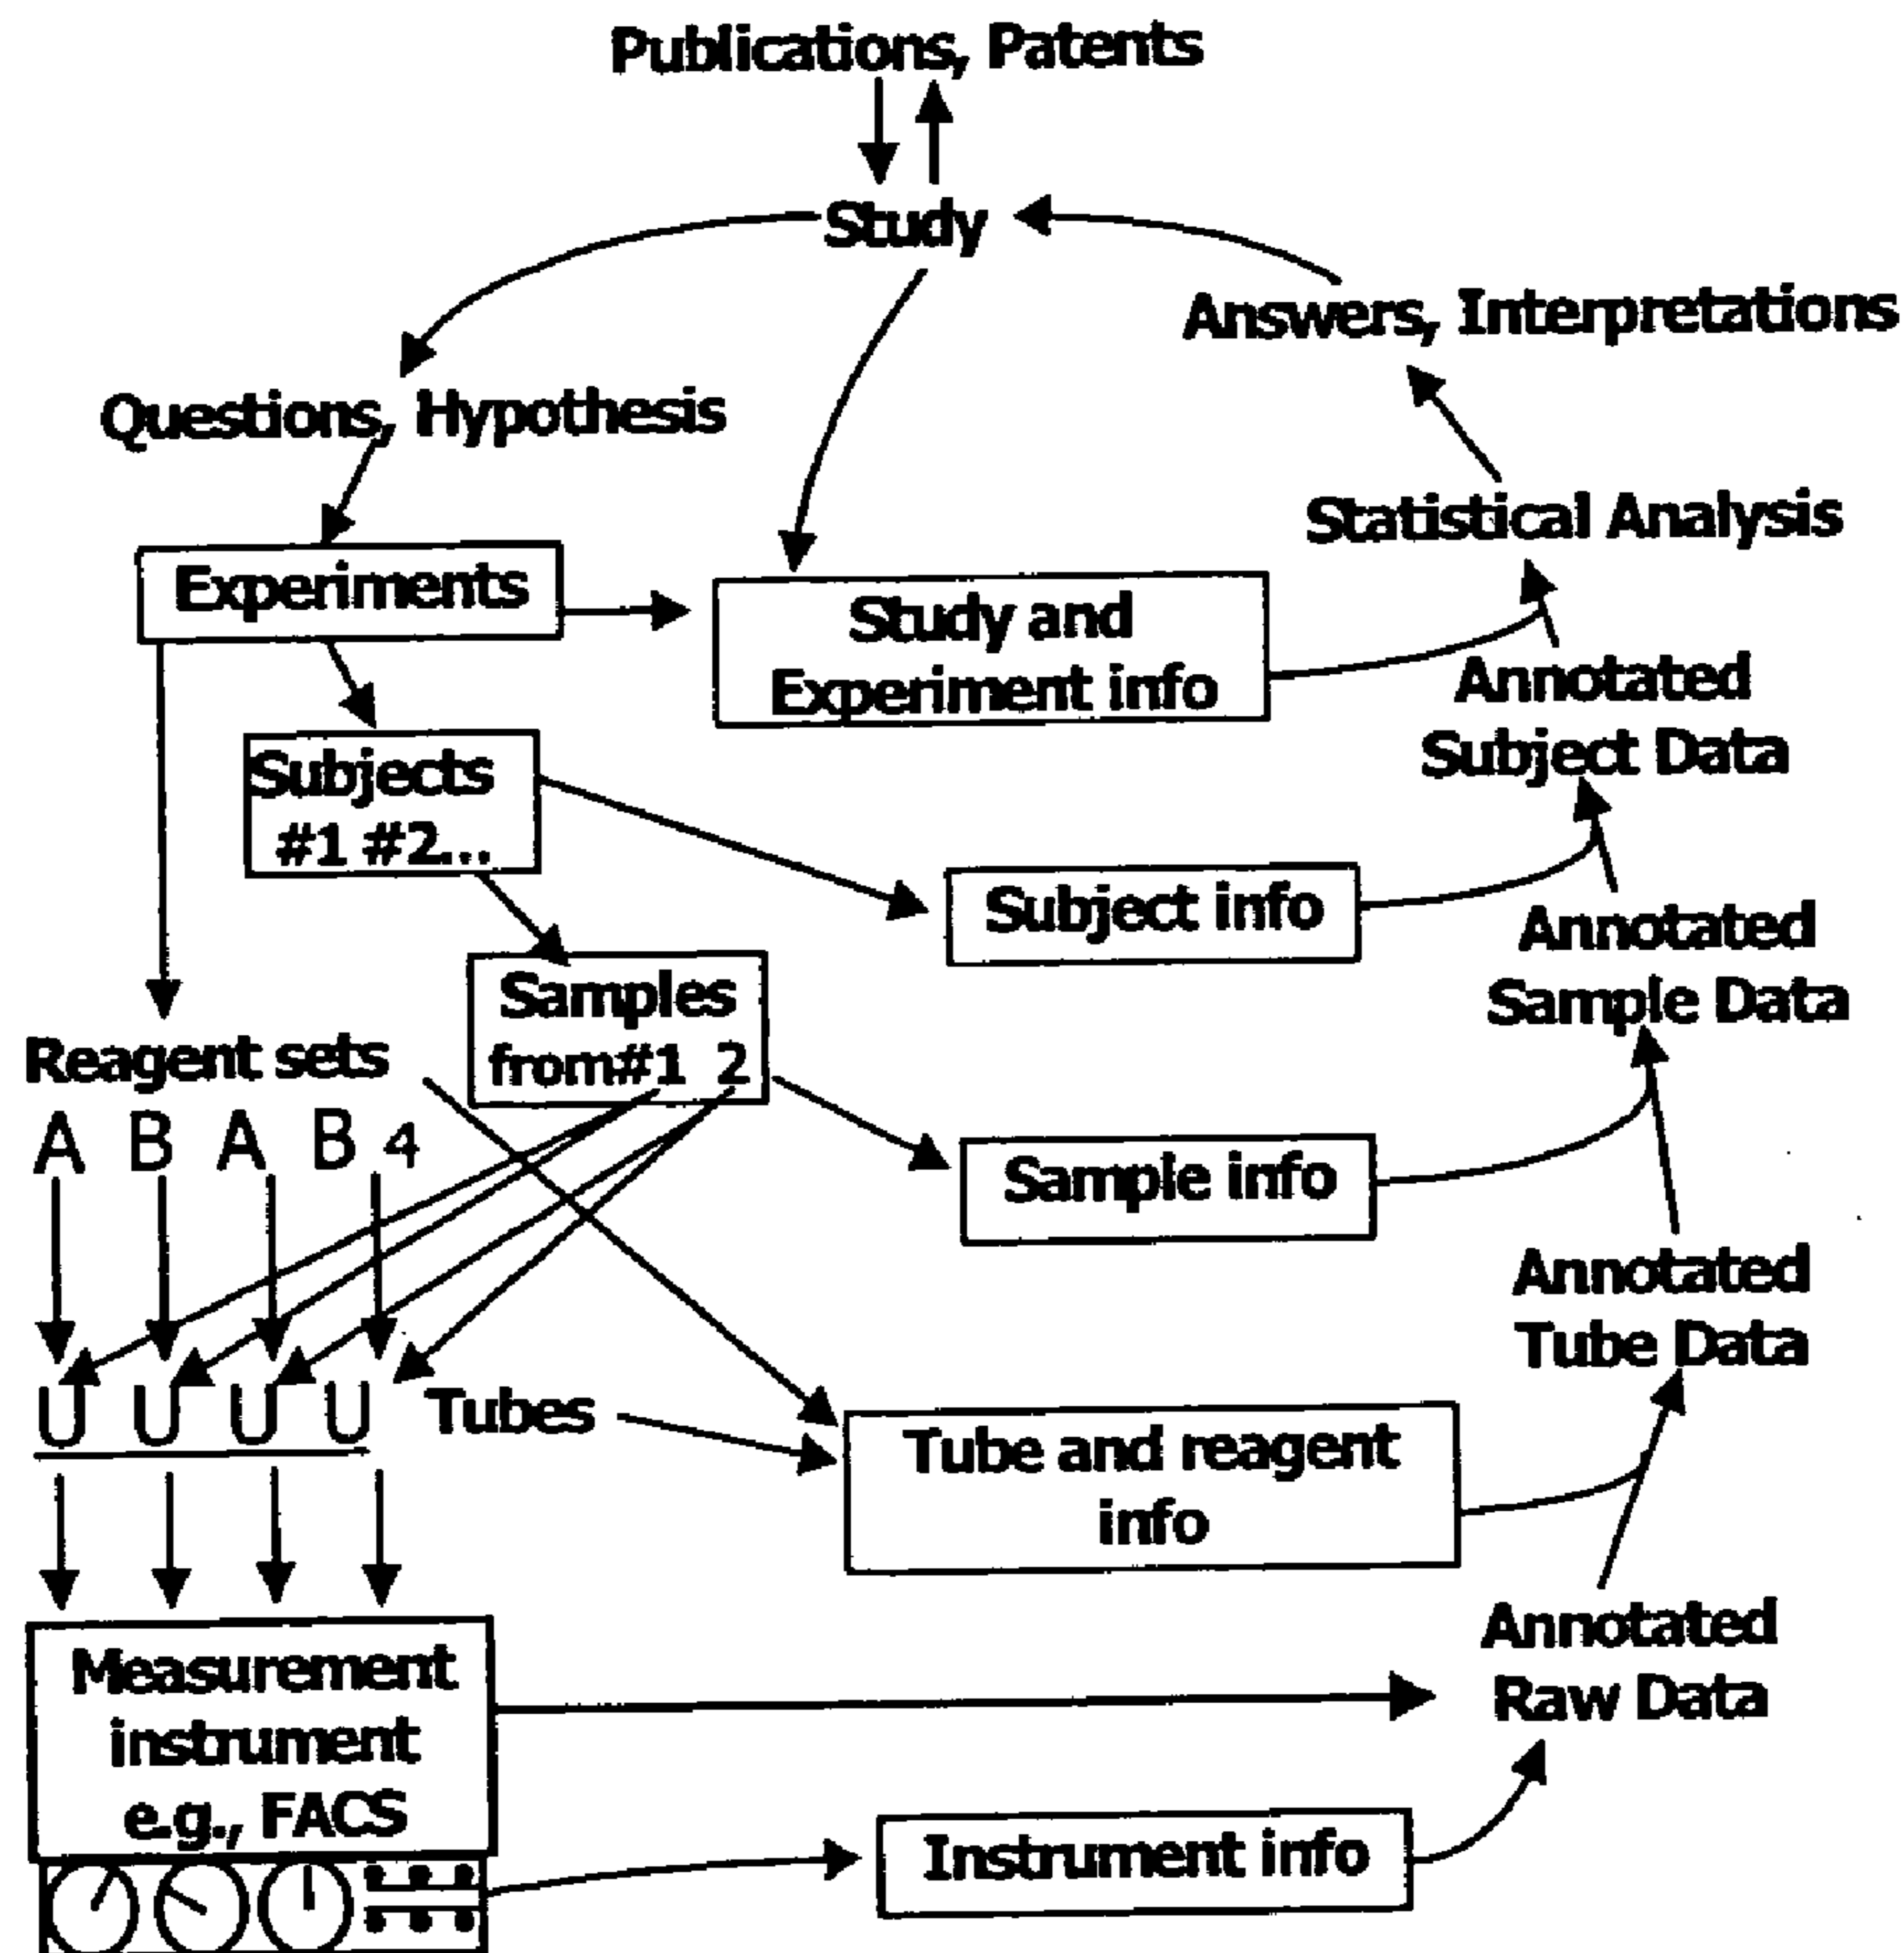 Publications, Patents
Study
Answers, Interpretations
Questions, Hypothesis
Statistical Analysis
Experiments
Study and
Experiment info
Annotated
Subject Data
Subjects
#1 #2...
Subject info
Annotated
Sample Data
Samples
from#1 2
Reagent sets
A B A B 4
Sample info
Annotated
Tube Data
U U U U Tubes
Tube and reagent
info
Annotated
Raw Data
Measurement
instrument
e.g., FACS
Instrument info